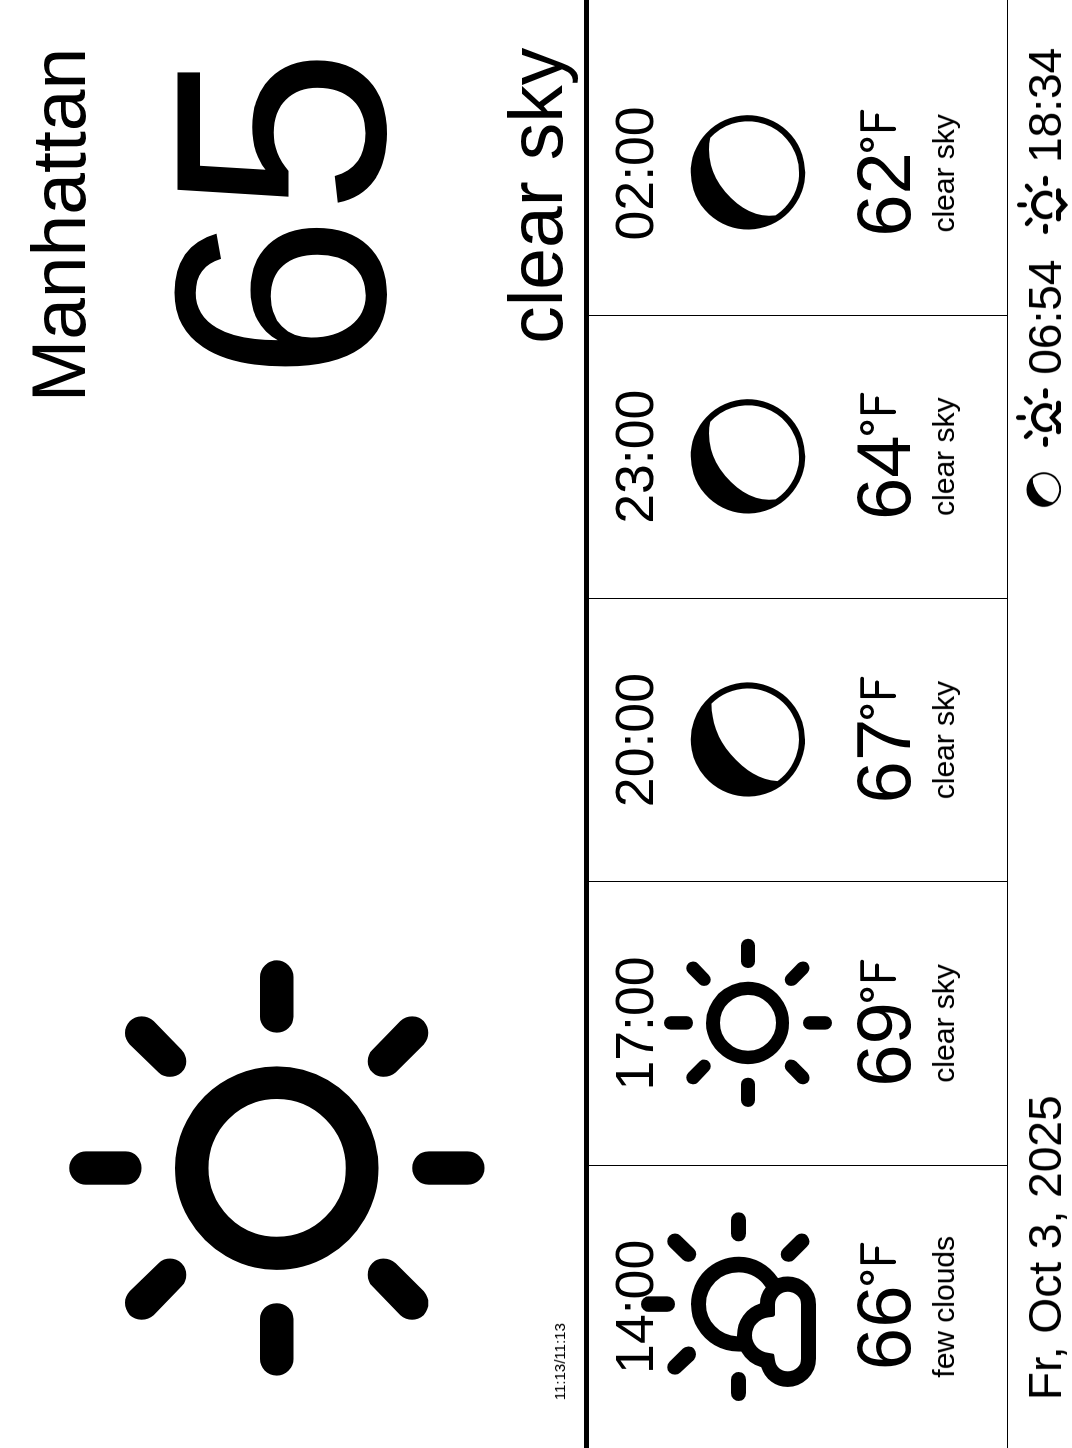 Manhattan
65
clear sky
11:13/11:13
14:00
66°F
few clouds
17:00
69°F
clear sky
20:00
67°F
clear sky
23:00
64°F
clear sky
02:00
62°F
clear sky
Fr, Oct 3, 2025
06:54
18:34